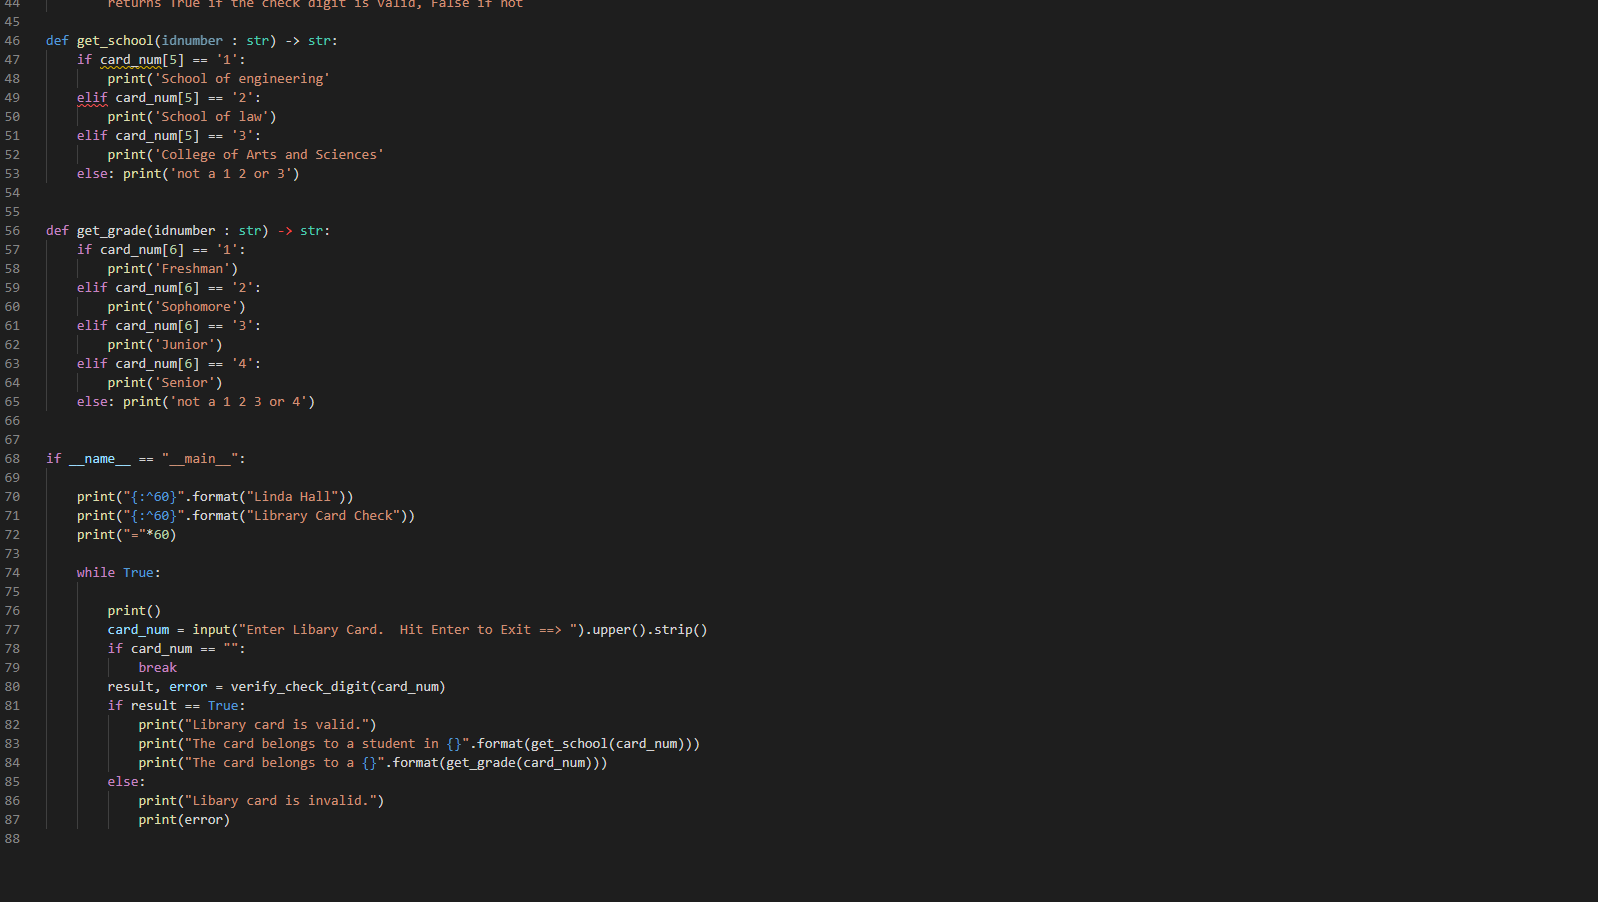 44 returns True if the check digit is valid, False if not
45
46 def get_school(idnumber : str) -> str:
47 if card_num[5] == '1':
48 print('School of engineering'
49 elif card_num[5] == '2':
50 print('School of law')
51 elif card_num[5] == '3':
52 print('College of Arts and Sciences'
53 else: print('not a 1 2 or 3')
54
55
56 def get_grade(idnumber : str) -> str:
57 if card_num[6] == '1':
58 print('Freshman')
59 elif card_num[6] == '2':
60 print('Sophomore')
61 elif card_num[6] == '3':
62 print('Junior')
63 elif card_num[6] == '4':
64 print('Senior')
65 else: print('not a 1 2 3 or 4')
66
67
68 if __name__ == "__main__":
69
70 print("{:^60}".format("Linda Hall"))
71 print("{:^60}".format("Library Card Check"))
72 print("="*60)
73
74 while True:
75
76 print()
77 card_num = input("Enter Libary Card.  Hit Enter to Exit ==> ").upper().strip()
78 if card_num == "":
79 break
80 result, error = verify_check_digit(card_num)
81 if result == True:
82 print("Library card is valid.")
83 print("The card belongs to a student in {}".format(get_school(card_num)))
84 print("The card belongs to a {}".format(get_grade(card_num)))
85 else:
86 print("Libary card is invalid.")
87 print(error)
88